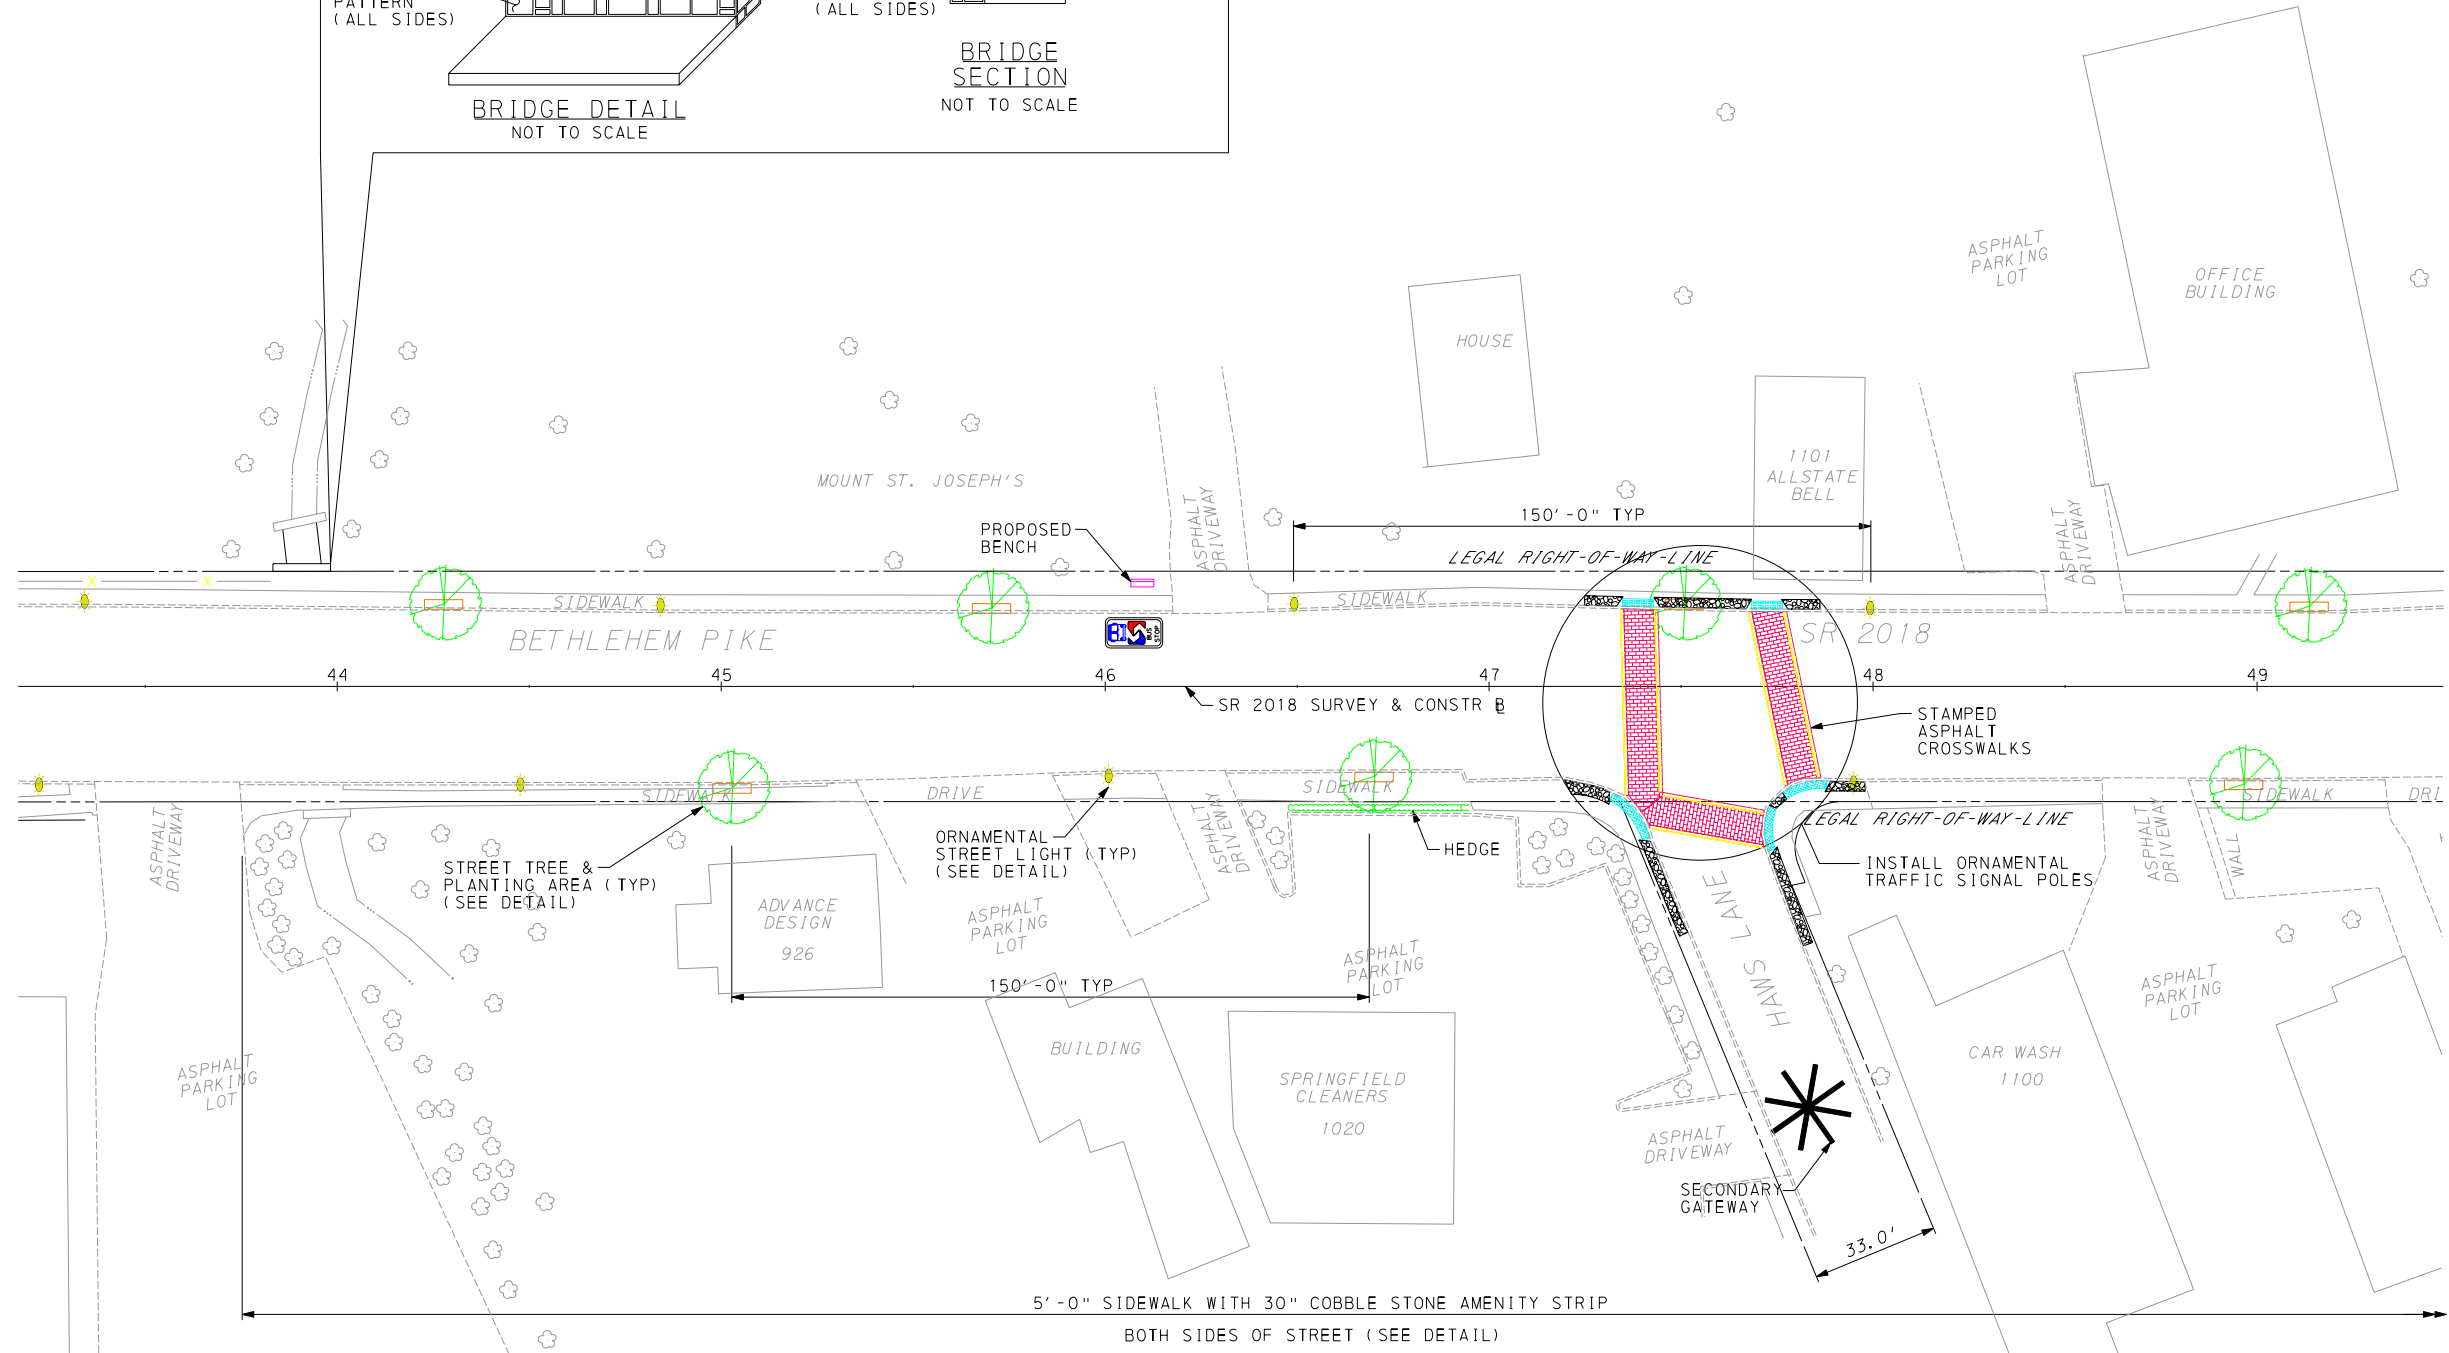 PATTERN
(ALL SIDES)
(ALL SIDES)
BRIDGE DETAIL
NOT TO SCALE
BRIDGE
SECTION
NOT TO SCALE
ASPHALT
PARKING
LOT
OFFICE
BUILDING
HOUSE
1101
ALLSTATE
BELL
MOUNT ST. JOSEPH'S
PROPOSED
BENCH
ASPHALT
DRIVEWAY
150'-0" TYP
LEGAL RIGHT-OF-WAY-LINE
ASPHALT
DRIVEWAY
SIDEWALK
SIDEWALK
BETHLEHEM PIKE
BUS
STOP
SR 2018
44
45
46
47
48
49
SR 2018 SURVEY & CONSTR BL
STAMPED
ASPHALT
CROSSWALKS
SIDEWALK
DRIVE
SIDEWALK
SIDEWALK
DRI
LEGAL RIGHT-OF-WAY-LINE
ASPHALT
DRIVEWAY
STREET TREE &
PLANTING AREA (TYP)
(SEE DETAIL)
ORNAMENTAL
STREET LIGHT (TYP)
(SEE DETAIL)
ASPHALT
DRIVEWAY
HEDGE
INSTALL ORNAMENTAL
TRAFFIC SIGNAL POLES
ASPHALT
DRIVEWAY
WALL
ADVANCE
DESIGN
926
ASPHALT
PARKING
LOT
ASPHALT
PARKING
LOT
HAWS LANE
ASPHALT
PARKING
LOT
150'-0" TYP
ASPHALT
PARKING
LOT
BUILDING
SPRINGFIELD
CLEANERS
1020
CAR WASH
1100
ASPHALT
DRIVEWAY
SECONDARY
GATEWAY
33.0'
5'-0" SIDEWALK WITH 30" COBBLE STONE AMENITY STRIP
BOTH SIDES OF STREET (SEE DETAIL)